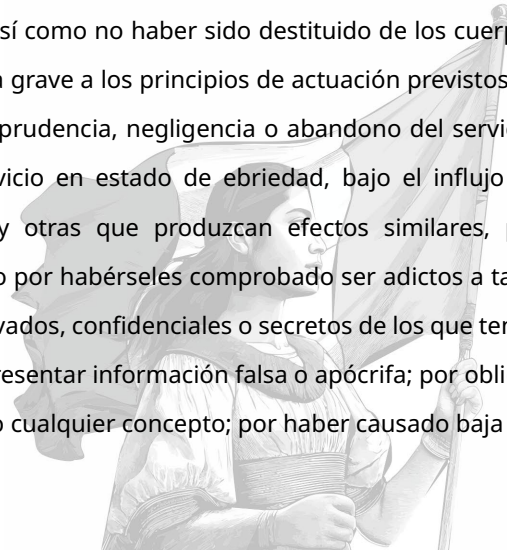 sí como no haber sido destituido de los cuerp
grave a los principios de actuación previstos
prudencia, negligencia o abandono del servic
vicio en estado de ebriedad, bajo el influjo
y otras que produzcan efectos similares, p
o por habérseles comprobado ser adictos a ta
vados, confidenciales o secretos de los que ter
resentar información falsa o apócrifa; por obli
o cualquier concepto; por haber causado baja